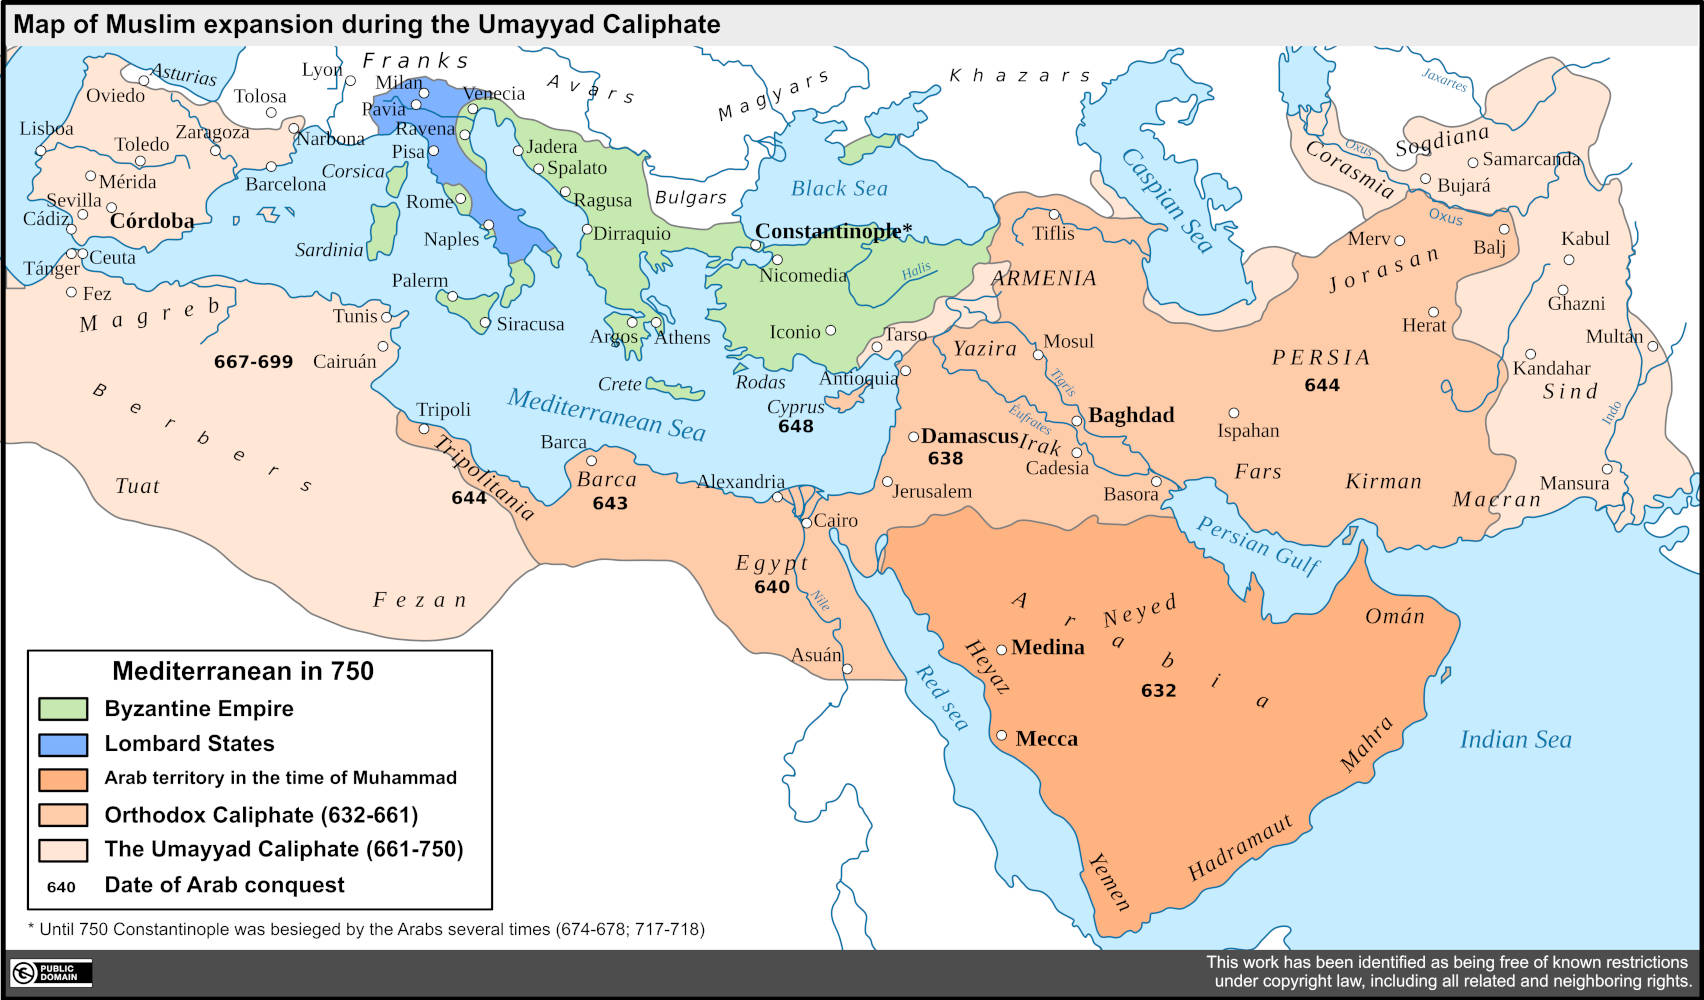 Map of Muslim expansion during the Umayyad Caliphate
Franks
Avars
Magyars
Khazars
Bulgars
Asturias
Oviedo
Lyon
Milan
Venecia
Pavia
Tolosa
Ravena
Lisboa
Zaragoza
Narbona
Toledo
Pisa
Jadera
Corsica
Spalato
Mérida
Barcelona
Sevilla
Rome
Ragusa
Cádiz
Córdoba
Naples
Dirraquio
Sardinia
Tánger
Ceuta
Palerm
Fez
Magreb
Tunis
Siracusa
Argos
Athens
667-699
Cairuán
Berbers
Crete
Rodas
Mediterranean Sea
Tripoli
Tripolitania
644
Barca
Barca
643
Tuat
Fezan
Alexandria
Cairo
Egypt
640
Nile
Asuán
Black Sea
Constantinople*
Nicomedia
Halis
Iconio
Tarso
Antioquia
Cyprus
648
Caspian Sea
Tiflis
ARMENIA
Yazira
Mosul
Tigris
Éufrates
Baghdad
Damascus
638
Irak
Cadesia
Jerusalem
Basora
Jaxartes
Oxus
Sogdiana
Corasmia
Samarcanda
Bujará
Oxus
Merv
Balj
Kabul
Jorasan
Ghazni
Herat
Multán
PERSIA
644
Kandahar
Sind
Indo
Ispahan
Fars
Kirman
Macran
Mansura
Persian Gulf
Arabia
632
Neyed
Omán
Medina
Heyaz
Mecca
Red sea
Mahra
Indian Sea
Hadramaut
Yemen
Mediterranean in 750
Byzantine Empire
Lombard States
Arab territory in the time of Muhammad
Orthodox Caliphate (632-661)
The Umayyad Caliphate (661-750)
640 Date of Arab conquest
* Until 750 Constantinople was besieged by the Arabs several times (674-678; 717-718)
PUBLIC
DOMAIN
This work has been identified as being free of known restrictions
under copyright law, including all related and neighboring rights.